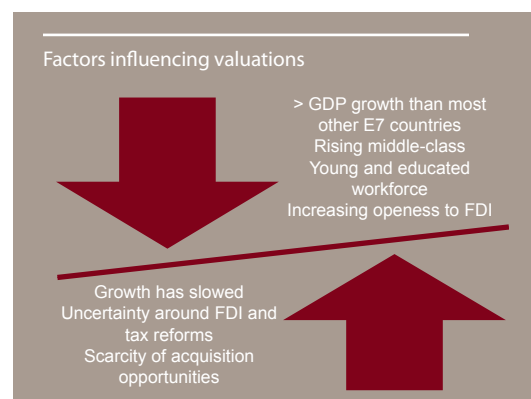 Factors influencing valuations
> GDP growth than most
other E7 countries
Rising middle-class
Young and educated
workforce
Increasing openess to FDI
Growth has slowed
Uncertainty around FDI and
tax reforms
Scarcity of acquisition
opportunities